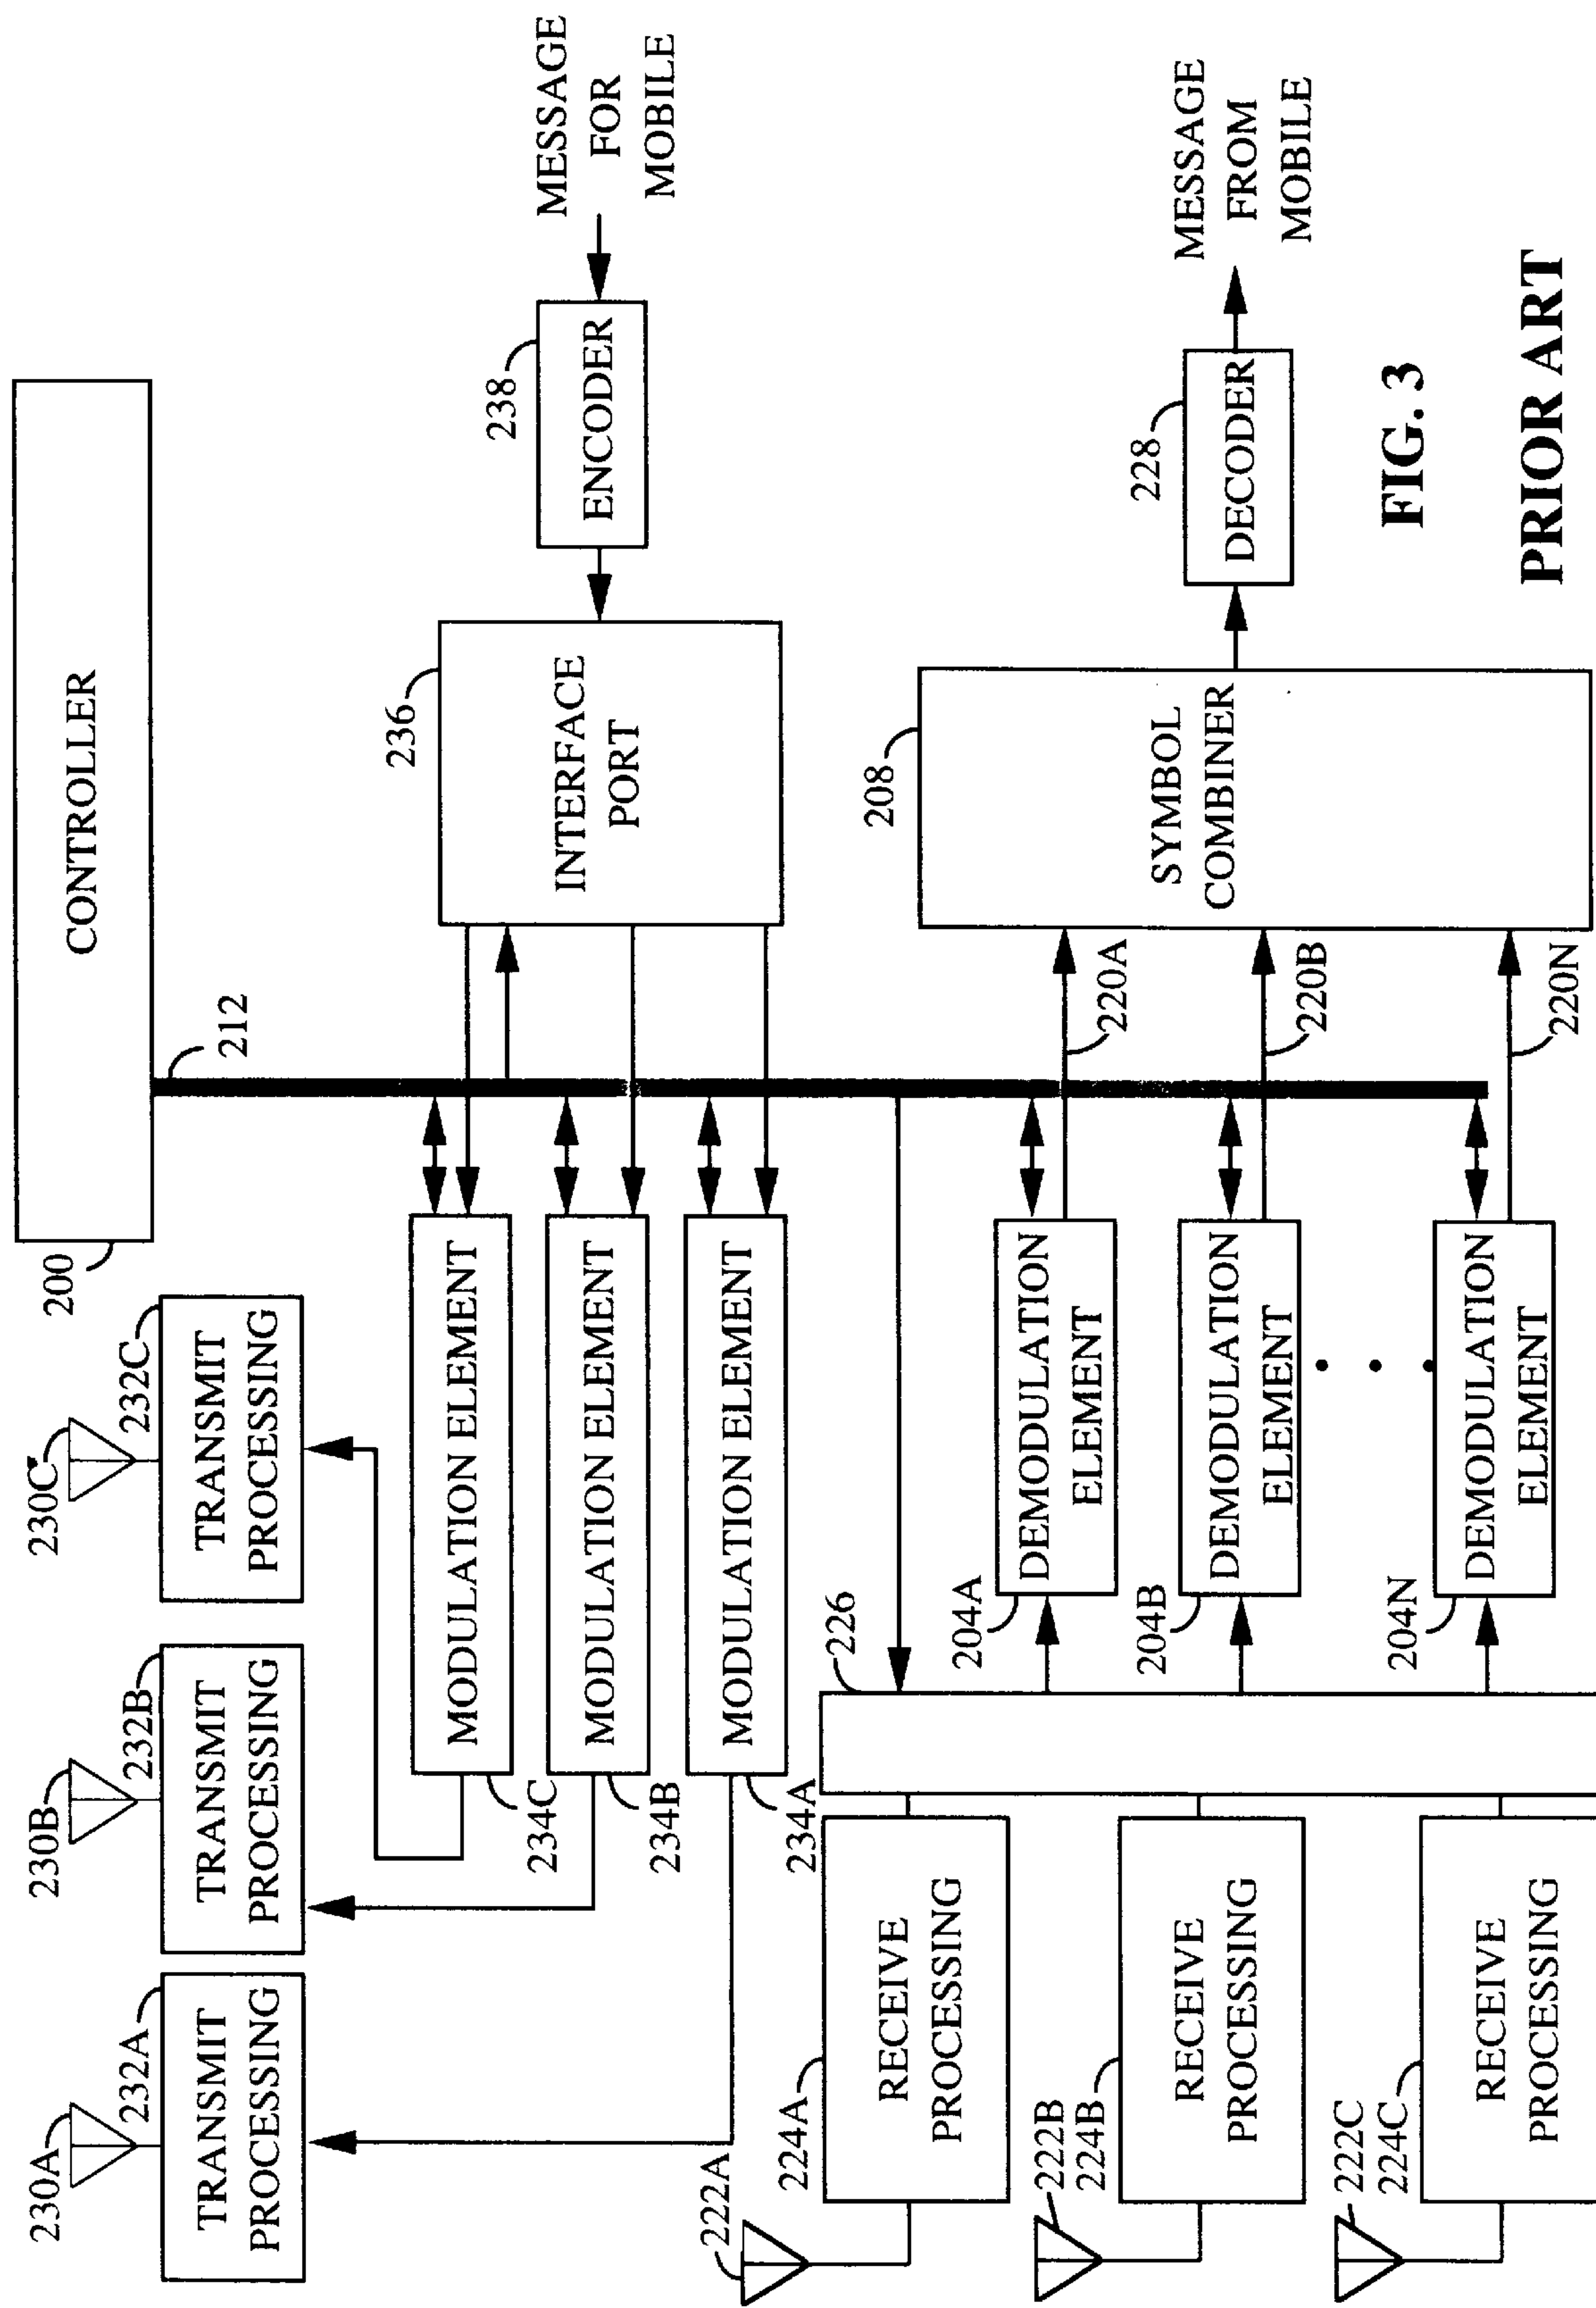 230A
232A
TRANSMIT
PROCESSING
230B
232B
TRANSMIT
PROCESSING
230C
232C
TRANSMIT
PROCESSING
200
CONTROLLER
212
MODULATION ELEMENT
234C
MODULATION ELEMENT
234B
MODULATION ELEMENT
234A
236
INTERFACE
PORT
238
ENCODER
MESSAGE
FOR
MOBILE
222A
224A
RECEIVE
PROCESSING
222B
224B
RECEIVE
PROCESSING
222C
224C
RECEIVE
PROCESSING
226
204A
DEMODULATION
ELEMENT
220A
204B
DEMODULATION
ELEMENT
220B
204N
DEMODULATION
ELEMENT
220N
208
SYMBOL
COMBINER
228
DECODER
MESSAGE
FROM
MOBILE
FIG. 3
PRIOR ART